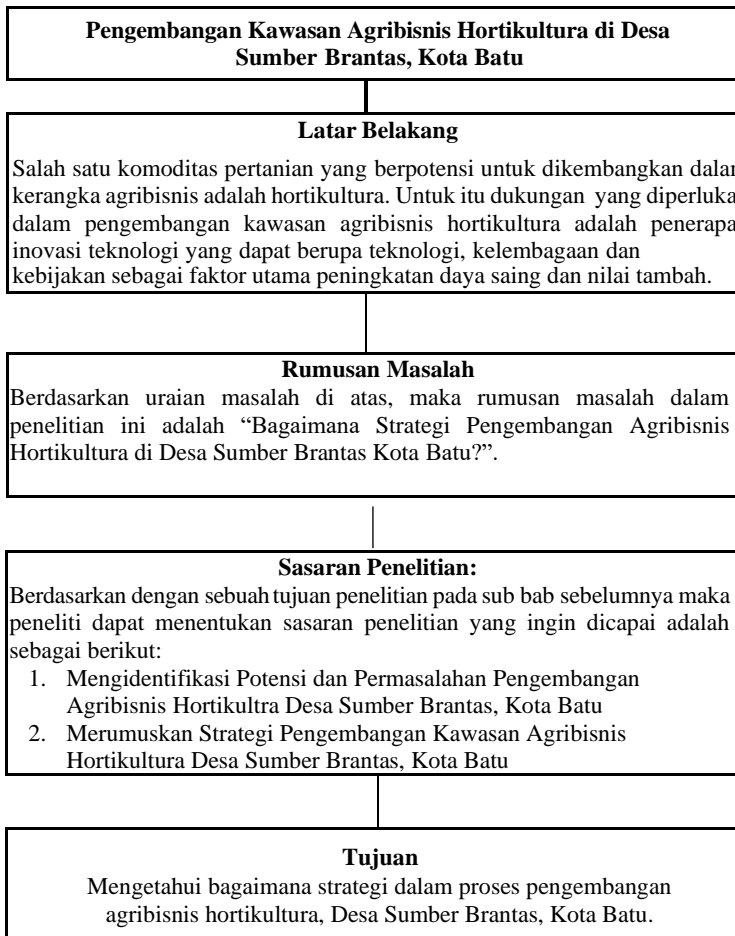 Pengembangan Kawasan Agribisnis Hortikultura di Desa
Sumber Brantas, Kota Batu
Latar Belakang
Salah satu komoditas pertanian yang berpotensi untuk dikembangkan dalan
kerangka agribisnis adalah hortikultura. Untuk itu dukungan yang diperluka
dalam pengembangan kawasan agribisnis hortikultura adalah penerapa
inovasi teknologi yang dapat berupa teknologi, kelembagaan dan
kebijakan sebagai faktor utama peningkatan daya saing dan nilai tambah.
Rumusan Masalah
Berdasarkan uraian masalah di atas, maka rumusan masalah dalam
penelitian ini adalah “Bagaimana Strategi Pengembangan Agribisnis
Hortikultura di Desa Sumber Brantas Kota Batu?”.
Sasaran Penelitian:
Berdasarkan dengan sebuah tujuan penelitian pada sub bab sebelumnya maka
peneliti dapat menentukan sasaran penelitian yang ingin dicapai adalah
sebagai berikut:
1. Mengidentifikasi Potensi dan Permasalahan Pengembangan
Agribisnis Hortikultra Desa Sumber Brantas, Kota Batu
2. Merumuskan Strategi Pengembangan Kawasan Agribisnis
Hortikultura Desa Sumber Brantas, Kota Batu
Tujuan
Mengetahui bagaimana strategi dalam proses pengembangan
agribisnis hortikultura, Desa Sumber Brantas, Kota Batu.